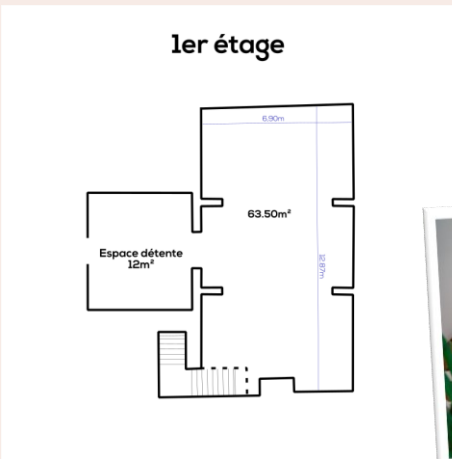 1er étage
6.90m
63.50m²
Espace détente
12m²
12.87m